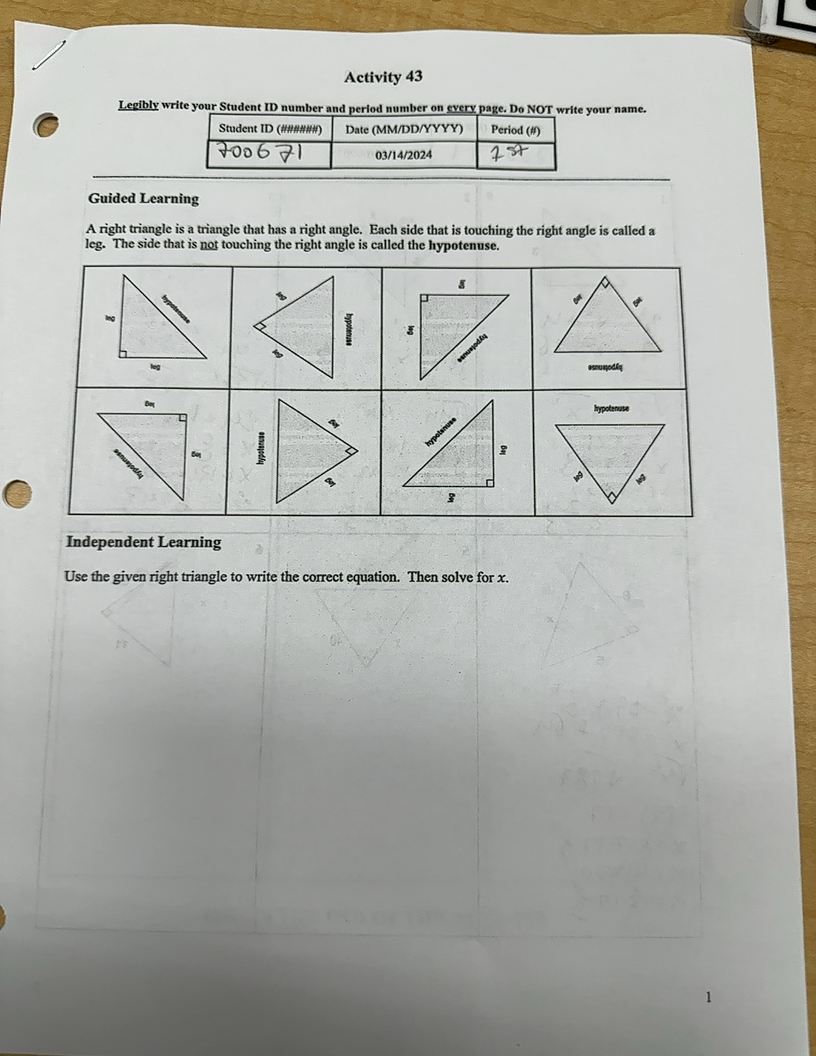 Activity 43
Legibly write your Student ID number and period number on every page. Do NOT write your name.
Student ID (######) Date (MM/DD/YYYY) Period (#)
700671 03/14/2024 1st
Guided Learning
A right triangle is a triangle that has a right angle. Each side that is touching the right angle is called a
leg. The side that is not touching the right angle is called the hypotenuse.
leg hypotenuse leg
leg hypotenuse leg
leg leg hypotenuse
leg leg hypotenuse
leg leg hypotenuse
hypotenuse leg leg
hypotenuse leg leg
hypotenuse leg leg
Independent Learning
Use the given right triangle to write the correct equation. Then solve for x.
1